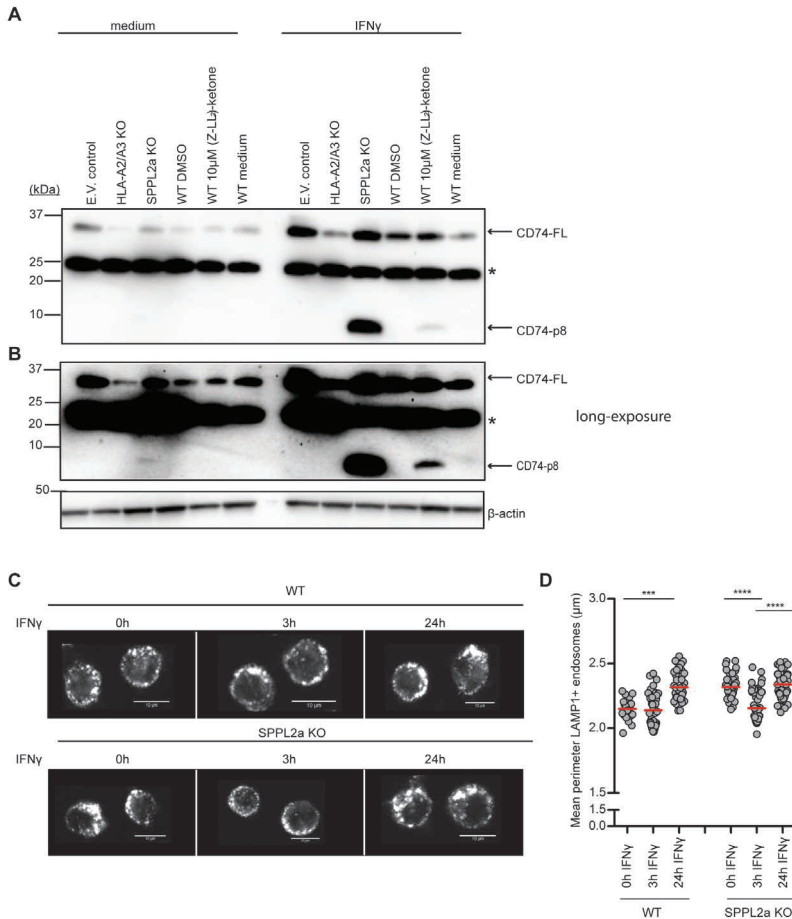 A
medium
IFNγ
E.V. control
HLA-A2/A3 KO
SPPL2a KO
WT DMSO
WT 10μM (Z-LL)₂-ketone
WT medium
E.V. control
HLA-A2/A3 KO
SPPL2a KO
WT DMSO
WT 10μM (Z-LL)₂-ketone
WT medium
(kDa)
37
25
20
10
CD74-FL
*
CD74-p8
B
37
25
20
10
CD74-FL
*
CD74-p8
long-exposure
50
β-actin
C
WT
IFNγ 0h 3h 24h
10 μm
10 μm
10 μm
SPPL2a KO
IFNγ 0h 3h 24h
10 μm
10 μm
10 μm
D
Mean perimeter LAMP1+ endosomes (μm)
3.0
2.5
2.0
1.5
1.5
0.0
***
****
****
0h IFNγ
3h IFNγ
24h IFNγ
0h IFNγ
3h IFNγ
24h IFNγ
WT
SPPL2a KO